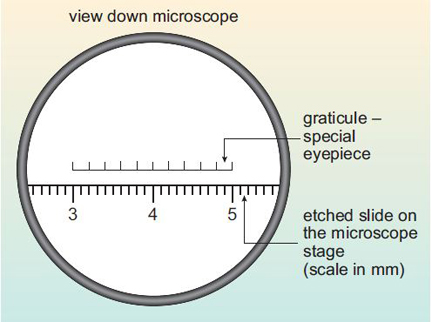 view down microscope
graticule –
special
eyepiece
3 4 5
etched slide on
the microscope
stage
(scale in mm)